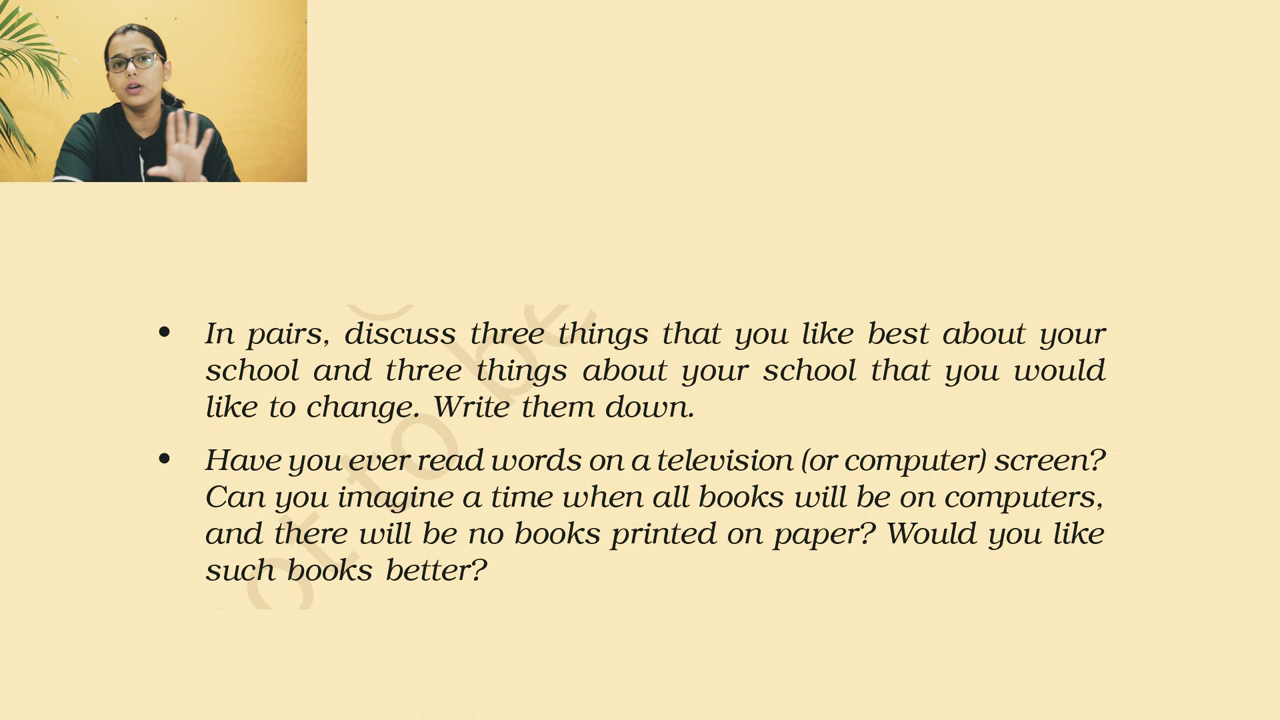 • In pairs, discuss three things that you like best about your
school and three things about your school that you would
like to change. Write them down.
• Have you ever read words on a television (or computer) screen?
Can you imagine a time when all books will be on computers,
and there will be no books printed on paper? Would you like
such books better?
to be